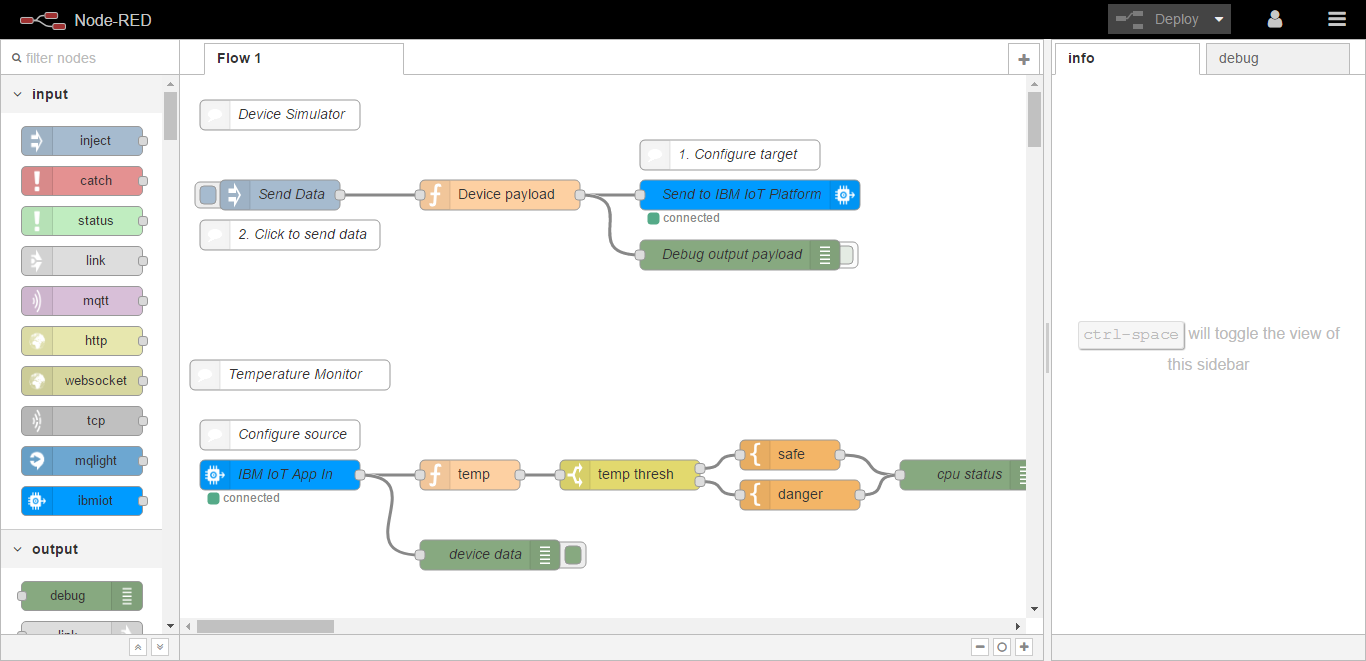 Node-RED
Deploy
filter nodes
Flow 1
info
debug
input
inject
catch
status
link
mqtt
http
websocket
tcp
mqlight
ibmiot
output
debug
link
Device Simulator
1. Configure target
Send Data
Device payload
Send to IBM IoT Platform
connected
2. Click to send data
Debug output payload
Temperature Monitor
Configure source
IBM IoT App In
connected
temp
temp thresh
safe
danger
cpu status
device data
ctrl-space will toggle the view of
this sidebar